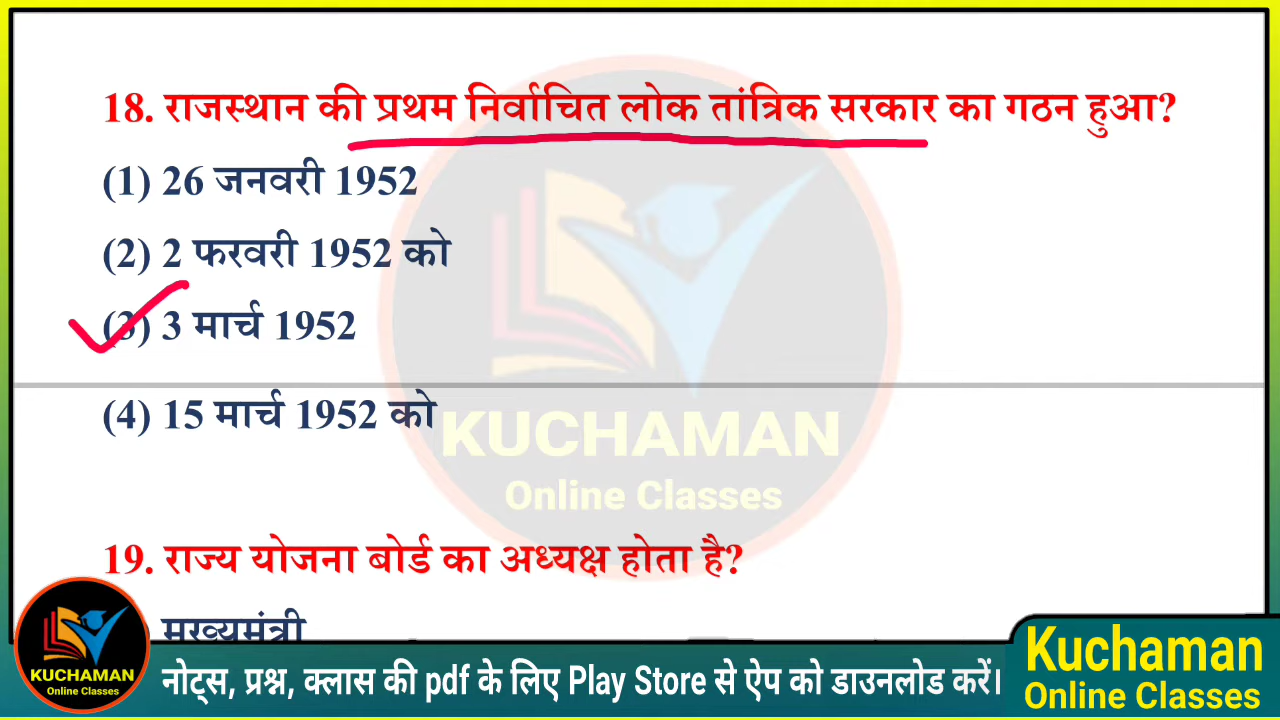 18. राजस्थान की प्रथम निर्वाचित लोक तांत्रिक सरकार का गठन हुआ?
(1) 26 जनवरी 1952
(2) 2 फरवरी 1952 को
(3) 3 मार्च 1952
(4) 15 मार्च 1952 को
KUCHAMAN
Online Classes
19. राज्य योजना बोर्ड का अध्यक्ष होता है?
मुख्यमंत्री
KUCHAMAN
Online Classes
नोट्स, प्रश्न, क्लास की pdf के लिए Play Store से ऐप को डाउनलोड करें।
Kuchaman
Online Classes